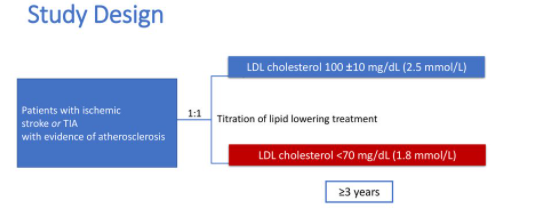 Study Design
LDL cholesterol 100 ±10 mg/dL (2.5 mmol/L)
Patients with ischemic
stroke or TIA
with evidence of atherosclerosis
1:1
Titration of lipid lowering treatment
LDL cholesterol <70 mg/dL (1.8 mmol/L)
≥3 years